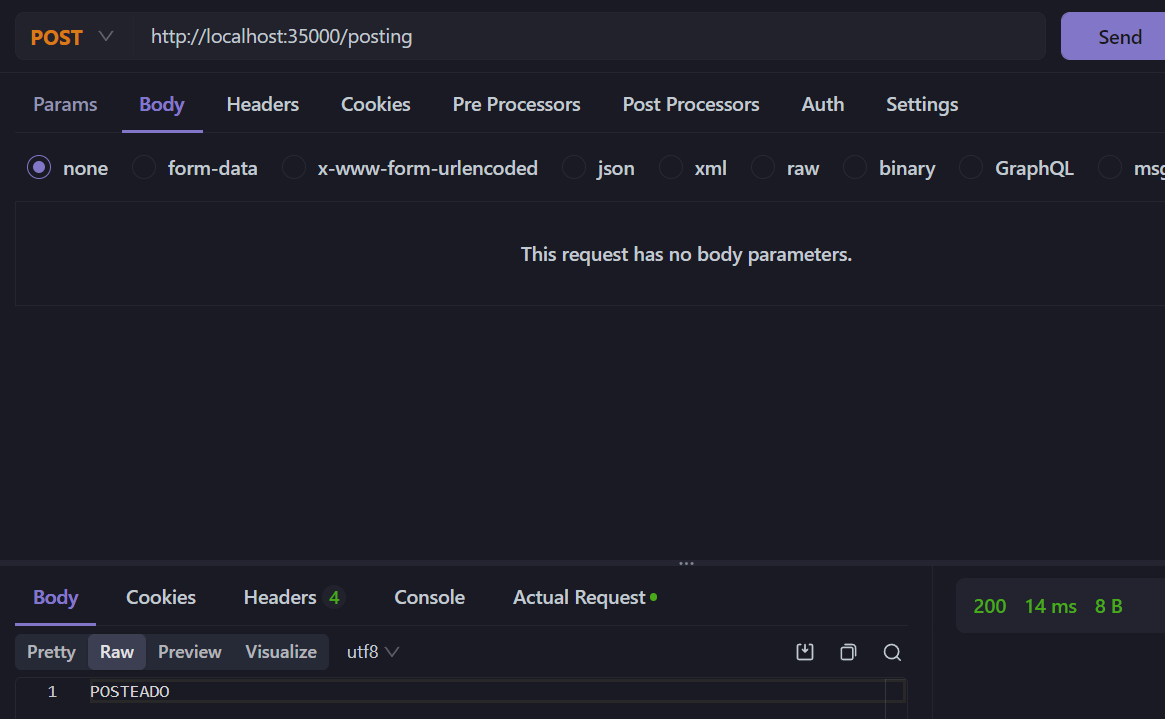 POST http://localhost:35000/posting Send
Params Body Headers Cookies Pre Processors Post Processors Auth Settings
none form-data x-www-form-urlencoded json xml raw binary GraphQL
This request has no body parameters.
Body Cookies Headers 4 Console Actual Request
200 14 ms 8 B
Pretty Raw Preview Visualize utf8
1 POSTEADO